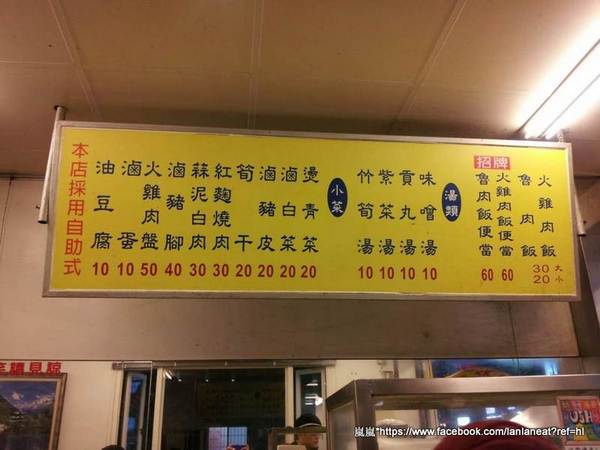 招牌
火雞肉飯
魯肉飯
大 30
小 20
火雞肉飯便當 60
魯肉飯便當 60
湯類
味噌湯 10
貢丸湯 10
紫菜湯 10
竹筍湯 10
小菜
燙青菜 20
滷白菜 20
滷豬皮 20
筍干 20
紅麴燒肉 30
蒜泥白肉 30
滷豬腳 40
火雞肉盤 50
滷蛋 10
油豆腐 10
本店採用自助式
請見諒
嵐嵐"https://www.facebook.com/lanlaneat?ref=hl